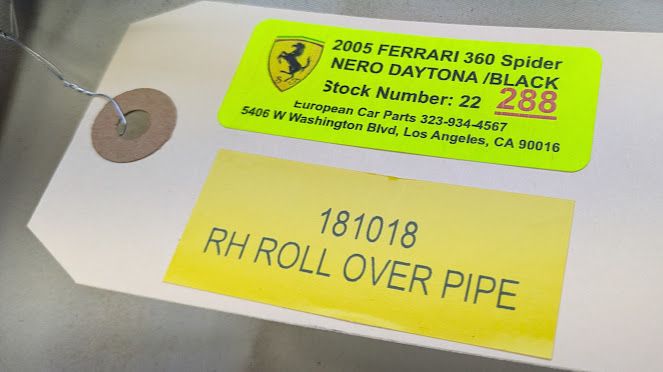 2005 FERRARI 360 Spider
NERO DAYTONA /BLACK
Stock Number: 22 288
European Car Parts 323-934-4567
5406 W Washington Blvd, Los Angeles, CA 90016
181018
RH ROLL OVER PIPE